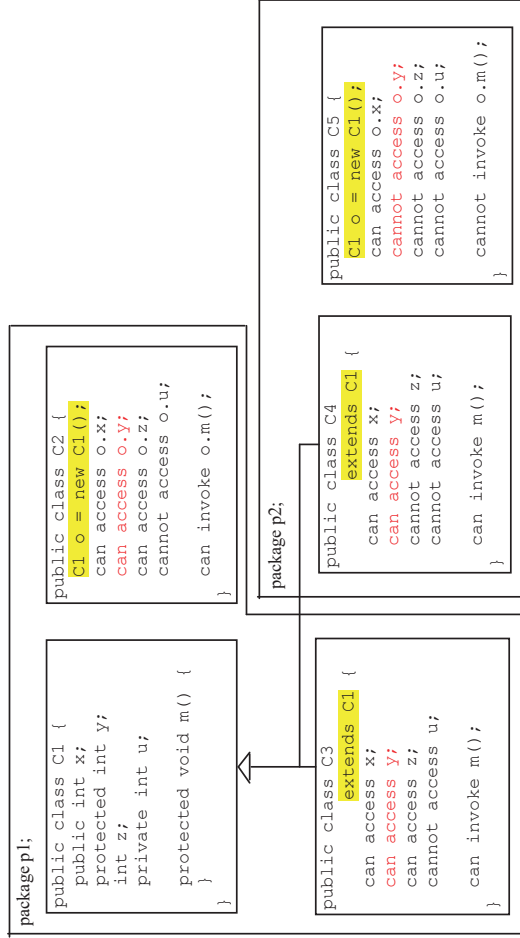 package p1;
public class C1 {
public int x;
protected int y;
int z;
private int u;
protected void m() {
}
}
public class C2 {
C1 o = new C1();
can access o.x;
can access o.y;
can access o.z;
cannot access o.u;
can invoke o.m();
}
public class C3
extends C1 {
can access x;
can access y;
can access z;
cannot access u;
can invoke m();
}
package p2;
public class C4
extends C1 {
can access x;
can access y;
cannot access z;
cannot access u;
can invoke m();
}
public class C5 {
C1 o = new C1();
can access o.x;
cannot access o.y;
cannot access o.z;
cannot access o.u;
cannot invoke o.m();
}